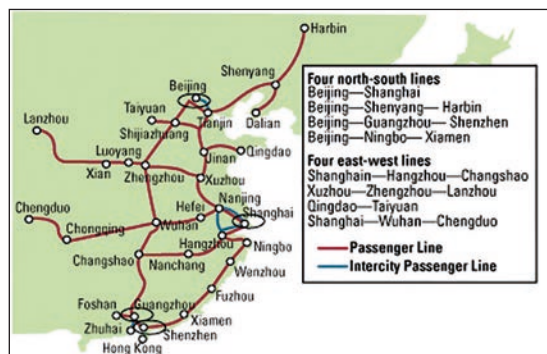 Harbin
Beijing
Shenyang
Lanzhou
Taiyuan
Tianjin
Dalian
Shijiazhuang
Luoyang
Jinan
Qingdao
Xian
Zhengzhou
Xuzhou
Nanjing
Chengdu
Hefei
Shanghai
Chongqing
Wuhan
Hangzhou
Ningbo
Changshao
Nanchang
Wenzhou
Foshan
Guangzhou
Fuzhou
Zhuhai
Xiamen
Shenzhen
Hong Kong
Four north-south lines
Beijing—Shanghai
Beijing—Shenyang— Harbin
Beijing—Guangzhou— Shenzhen
Beijing—Ningbo— Xiamen
Four east-west lines
Shanghain—Hangzhou—Changshao
Xuzhou—Zhengzhou—Lanzhou
Qingdao—Taiyuan
Shanghai—Wuhan—Chengdu
Passenger Line
Intercity Passenger Line